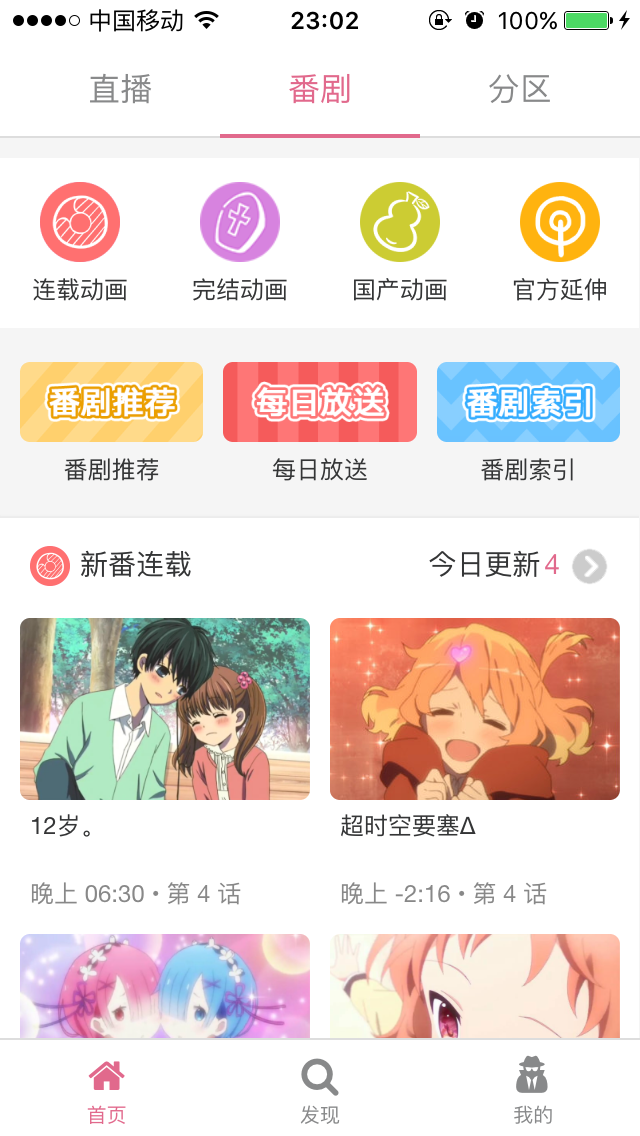 中国移动 23:02 100%
直播 番剧 分区
连载动画 完结动画 国产动画 官方延伸
番剧推荐 每日放送 番剧索引
番剧推荐 每日放送 番剧索引
新番连载 今日更新4
12岁。 超时空要塞Δ
晚上 06:30 • 第 4 话 晚上 -2:16 • 第 4 话
首页 发现 我的